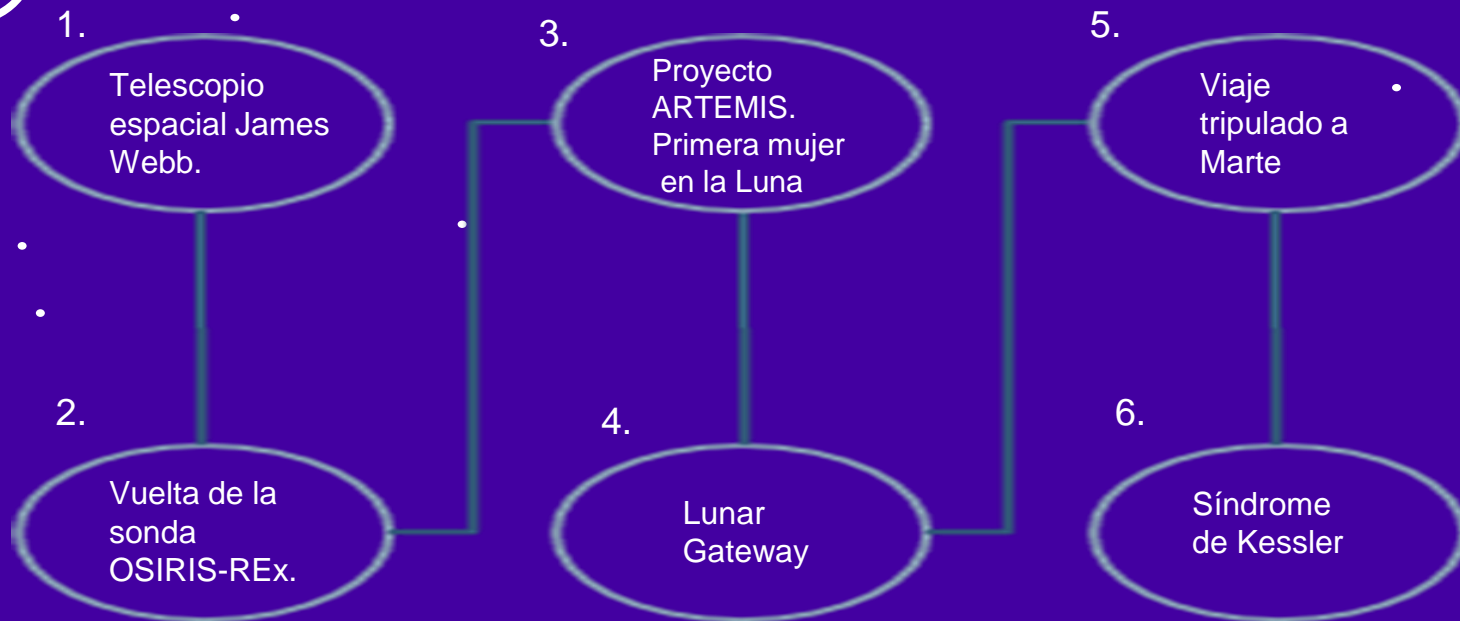 1.
Telescopio
espacial James
Webb.
2.
Vuelta de la
sonda
OSIRIS-REx.
3.
Proyecto
ARTEMIS.
Primera mujer
en la Luna
4.
Lunar
Gateway
5.
Viaje
tripulado a
Marte
6.
Síndrome
de Kessler